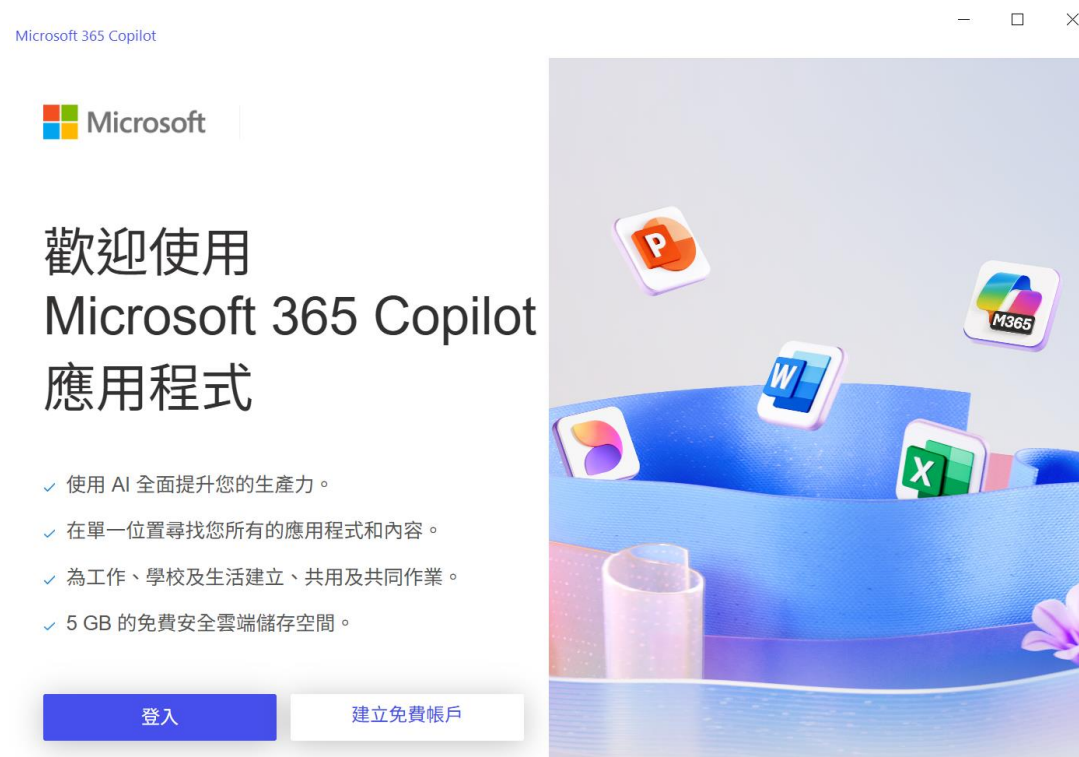 Microsoft 365 Copilot
Microsoft
歡迎使用
Microsoft 365 Copilot
應用程式
使用 AI 全面提升您的生產力。
在單一位置尋找您所有的應用程式和內容。
為工作、學校及生活建立、共用及共同作業。
5 GB 的免費安全雲端儲存空間。
登入
建立免費帳戶
P
M365
W
X